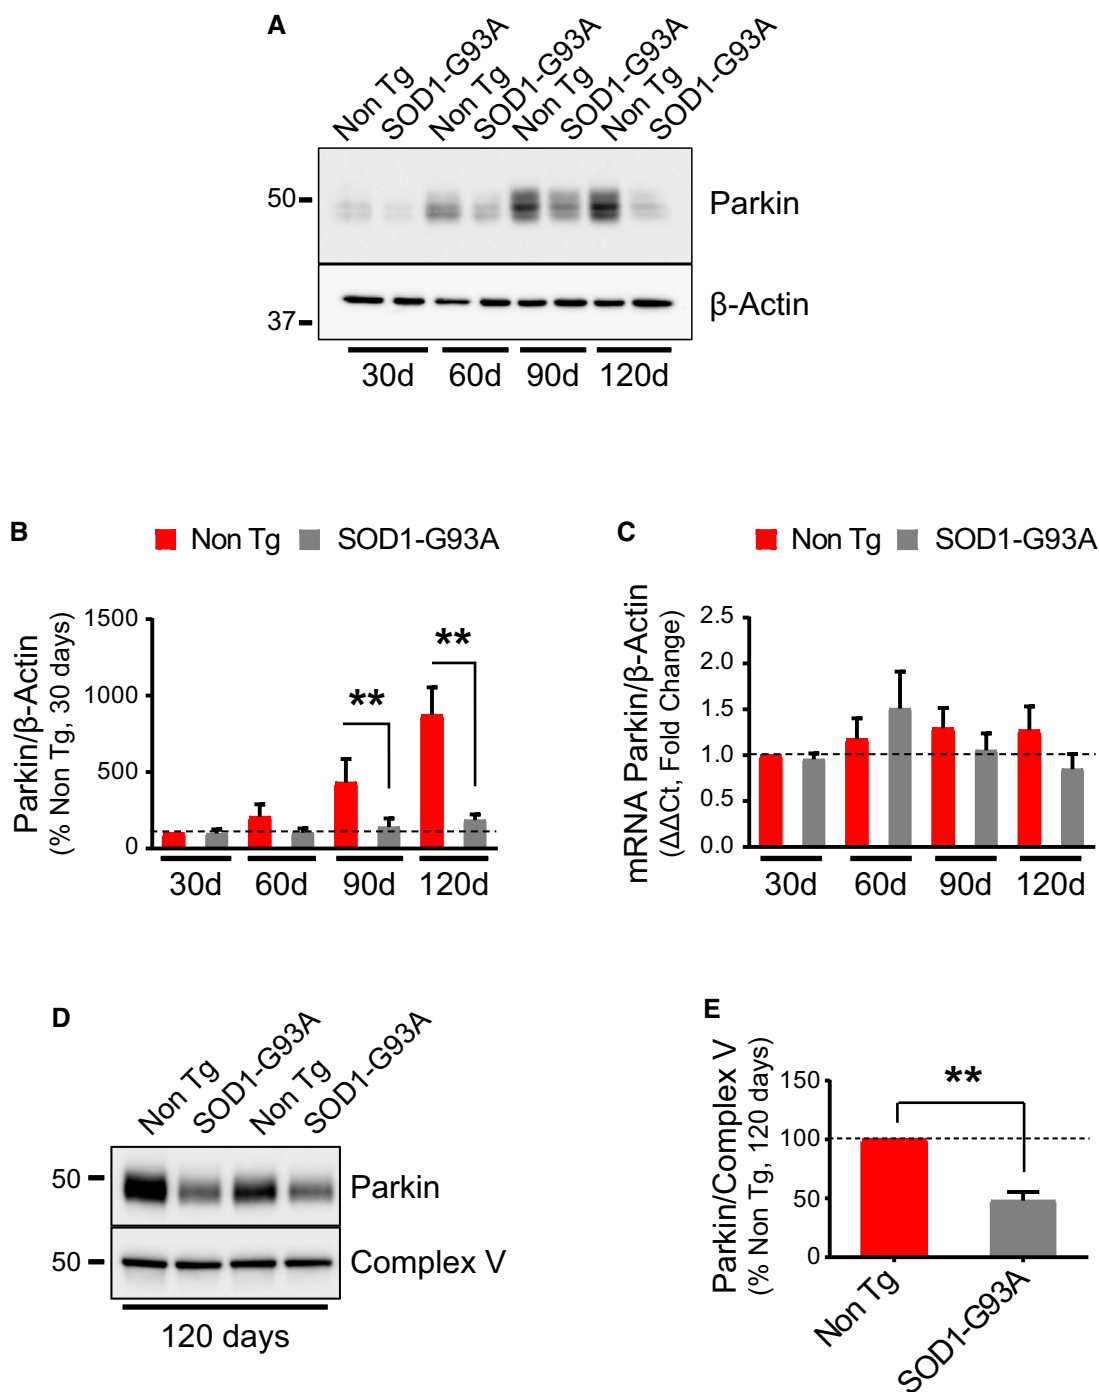 A
Non Tg
SOD1-G93A
Non Tg
SOD1-G93A
Non Tg
SOD1-G93A
Non Tg
SOD1-G93A
50
Parkin
β-Actin
37
30d 60d 90d 120d
B
Non Tg SOD1-G93A
Parkin/β-Actin
(% Non Tg, 30 days)
1500
1000
500
0
**
**
30d 60d 90d 120d
C
Non Tg SOD1-G93A
mRNA Parkin/β-Actin
(ΔΔCt, Fold Change)
2.5
2.0
1.5
1.0
0.5
0.0
30d 60d 90d 120d
D
Non Tg
SOD1-G93A
Non Tg
SOD1-G93A
50
Parkin
50
Complex V
120 days
E
Parkin/Complex V
(% Non Tg, 120 days)
150
100
50
0
**
Non Tg
SOD1-G93A